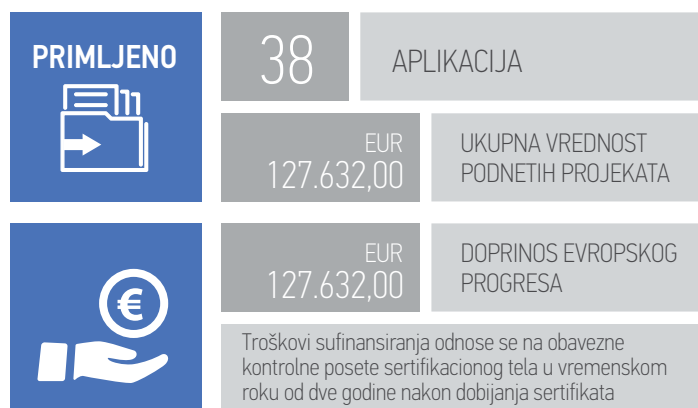 PRIMLJENO
38
APLIKACIJA
EUR
127.632,00
UKUPNA VREDNOST
PODNETIH PROJEKATA
€
EUR
127.632,00
DOPRINOS EVROPSKOG
PROGRESA
Troškovi sufinansiranja odnose se na obavezne
kontrolne posete sertifikacionog tela u vremenskom
roku od dve godine nakon dobijanja sertifikata